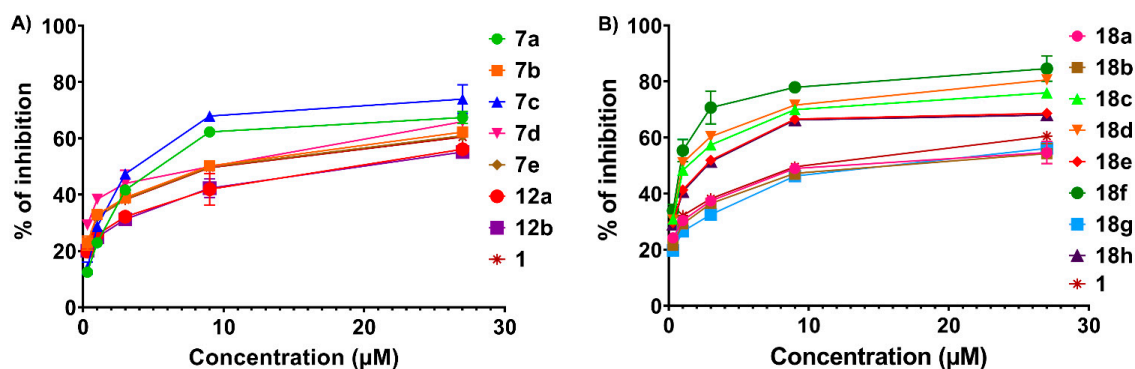 A)
% of inhibition
100
80
60
40
20
0
0
10
20
30
Concentration (µM)
7a
7b
7c
7d
7e
12a
12b
1
B)
% of inhibition
100
80
60
40
20
0
0
10
20
30
Concentration (µM)
18a
18b
18c
18d
18e
18f
18g
18h
1